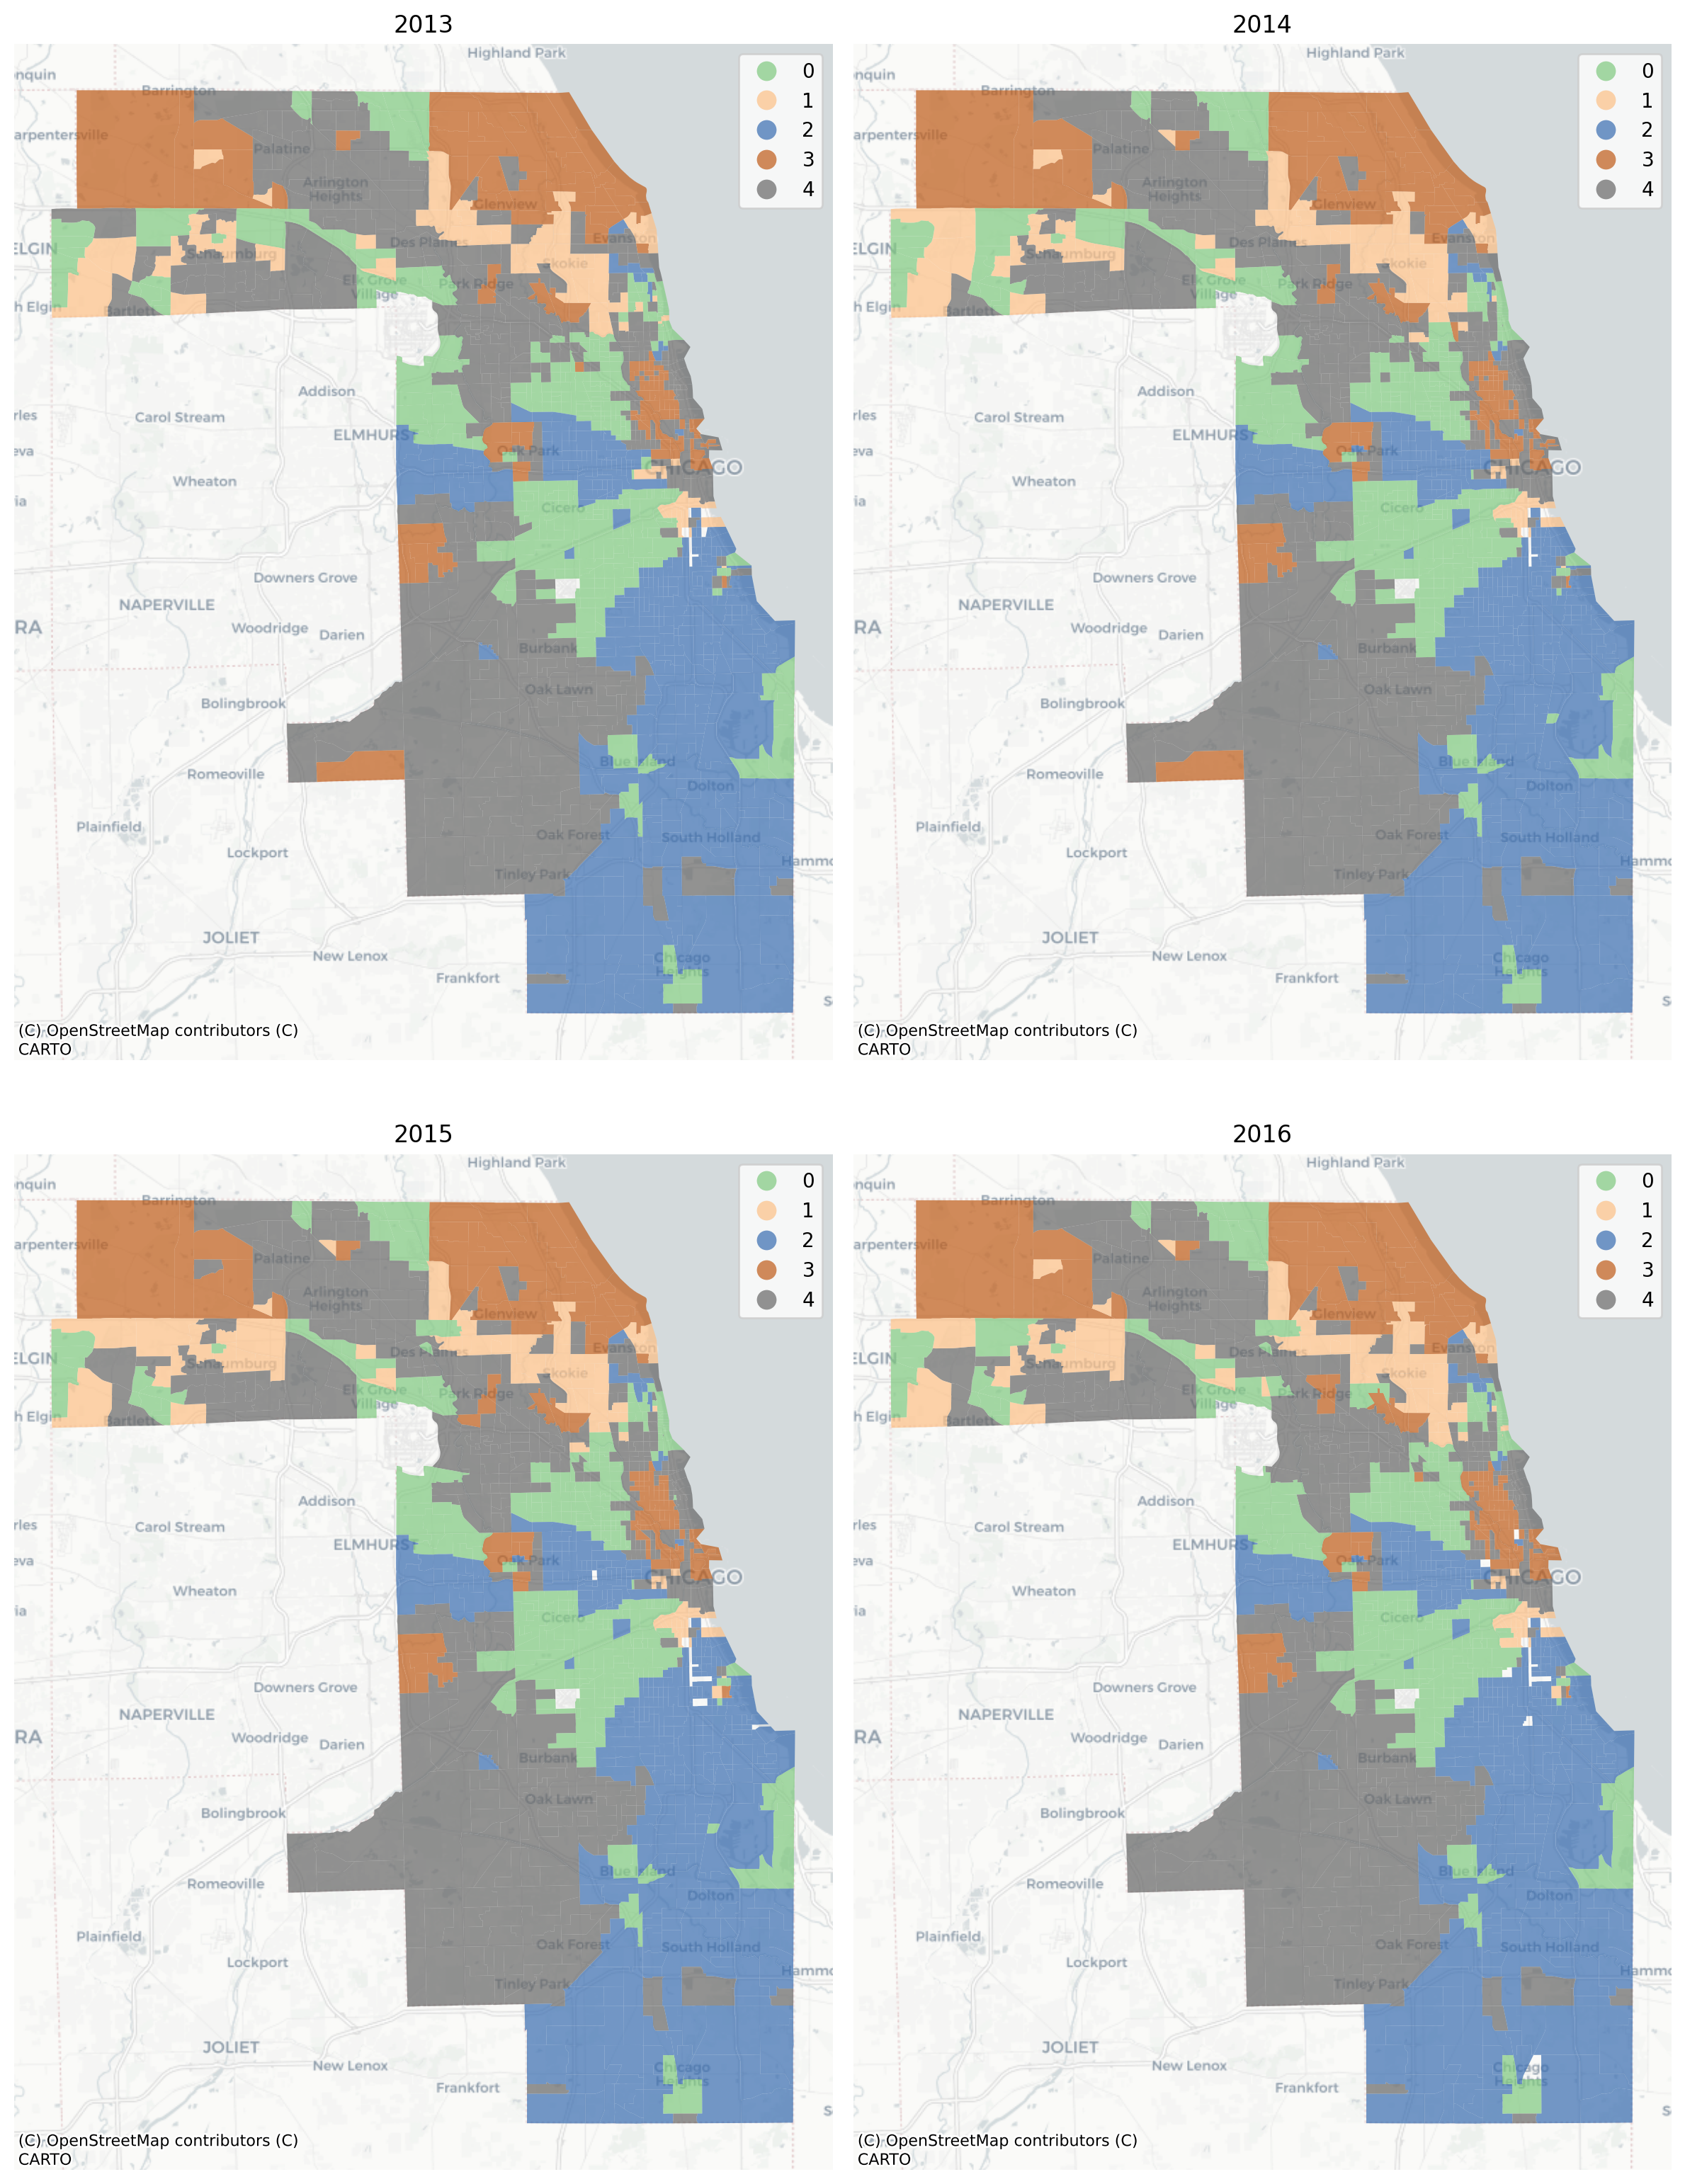 2013
Highland Park
nquin
Barrington
0
1
2
3
4
arpentersville
Palatine
Arlington
Heights
Glenview
ELGIN
Schaumburg
Des Plaines
Evanston
Skokie
Elk Grove
Village
Park Ridge
h Elgin
Bartlett
Addison
rles
Carol Stream
ELMHURST
eva
Oak Park
CHICAGO
Wheaton
ia
Cicero
Downers Grove
NAPERVILLE
RA
Woodridge
Darien
Burbank
Oak Lawn
Bolingbrook
Romeoville
Blue Island
Dolton
Plainfield
Oak Forest
South Holland
Lockport
Hammo
Tinley Park
JOLIET
New Lenox
Chicago
Heights
Frankfort
S
(C) OpenStreetMap contributors (C)
CARTO
2014
Highland Park
nquin
Barrington
0
1
2
3
4
arpentersville
Palatine
Arlington
Heights
Glenview
ELGIN
Schaumburg
Des Plaines
Evanston
Skokie
Elk Grove
Village
Park Ridge
h Elgin
Bartlett
Addison
rles
Carol Stream
ELMHURST
eva
Oak Park
CHICAGO
Wheaton
ia
Cicero
Downers Grove
NAPERVILLE
RA
Woodridge
Darien
Burbank
Oak Lawn
Bolingbrook
Romeoville
Blue Island
Dolton
Plainfield
Oak Forest
South Holland
Lockport
Hammo
Tinley Park
JOLIET
New Lenox
Chicago
Heights
Frankfort
S
(C) OpenStreetMap contributors (C)
CARTO
2015
Highland Park
nquin
Barrington
0
1
2
3
4
arpentersville
Palatine
Arlington
Heights
Glenview
ELGIN
Schaumburg
Des Plaines
Evanston
Skokie
Elk Grove
Village
Park Ridge
h Elgin
Bartlett
Addison
rles
Carol Stream
ELMHURST
eva
Oak Park
CHICAGO
Wheaton
ia
Cicero
Downers Grove
NAPERVILLE
RA
Woodridge
Darien
Burbank
Oak Lawn
Bolingbrook
Romeoville
Blue Island
Dolton
Plainfield
Oak Forest
South Holland
Lockport
Hammo
Tinley Park
JOLIET
New Lenox
Chicago
Heights
Frankfort
S
(C) OpenStreetMap contributors (C)
CARTO
2016
Highland Park
nquin
Barrington
0
1
2
3
4
arpentersville
Palatine
Arlington
Heights
Glenview
ELGIN
Schaumburg
Des Plaines
Evanston
Skokie
Elk Grove
Village
Park Ridge
h Elgin
Bartlett
Addison
rles
Carol Stream
ELMHURST
eva
Oak Park
CHICAGO
Wheaton
ia
Cicero
Downers Grove
NAPERVILLE
RA
Woodridge
Darien
Burbank
Oak Lawn
Bolingbrook
Romeoville
Blue Island
Dolton
Plainfield
Oak Forest
South Holland
Lockport
Hammo
Tinley Park
JOLIET
New Lenox
Chicago
Heights
Frankfort
S
(C) OpenStreetMap contributors (C)
CARTO